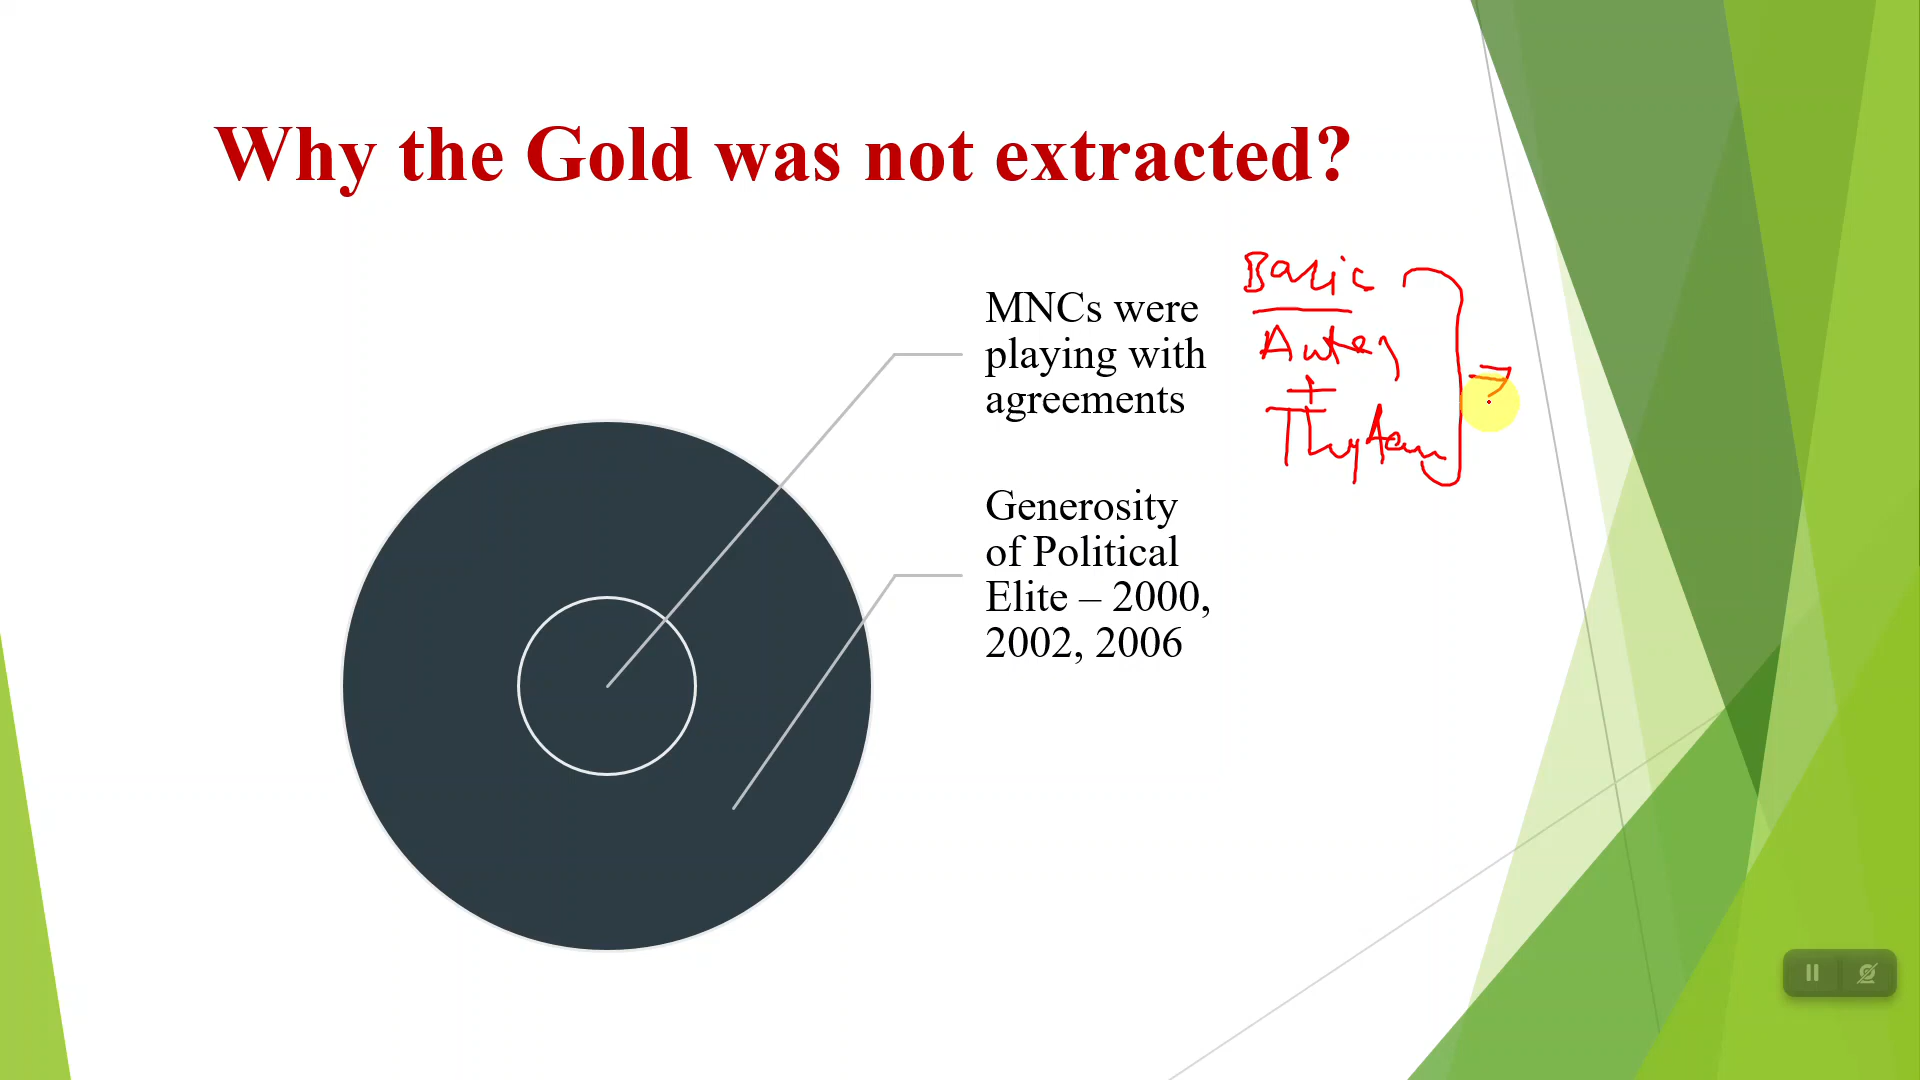 Why the Gold was not extracted?
MNCs were
playing with
agreements
Generosity
of Political
Elite – 2000,
2002, 2006
Basic
+